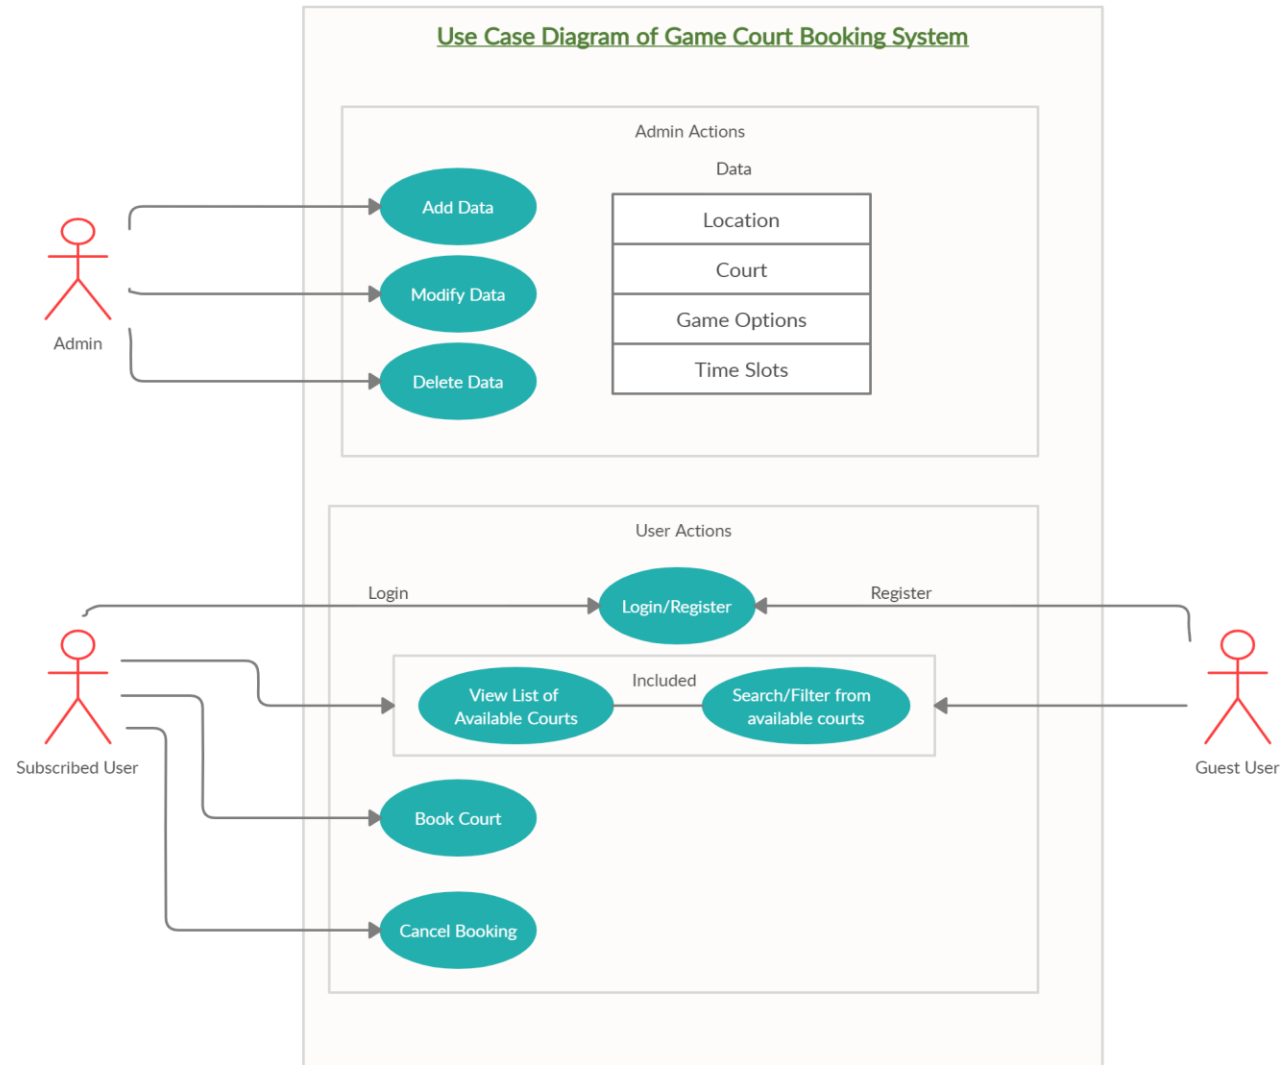 Use Case Diagram of Game Court Booking System
Admin Actions
Data
Add Data
Location
Court
Modify Data
Game Options
Admin
Time Slots
Delete Data
User Actions
Login
Register
Login/Register
View List of
Available Courts
Included
Search/Filter from
available courts
Subscribed User
Guest User
Book Court
Cancel Booking